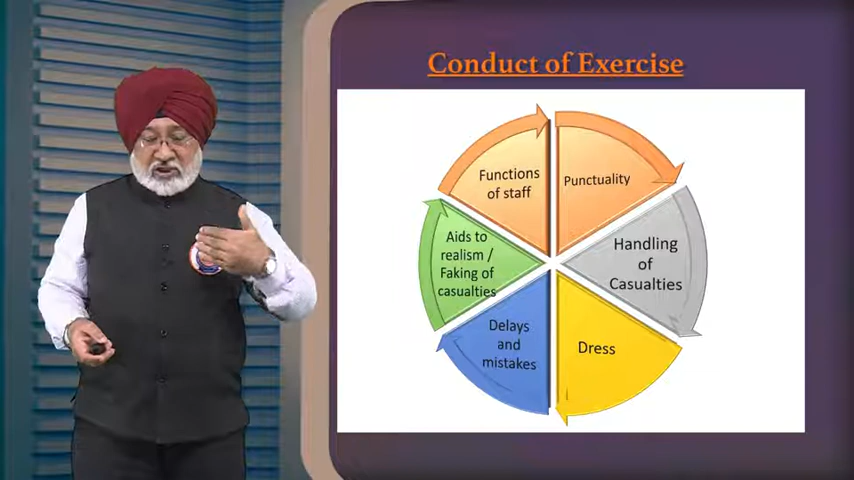 Conduct of Exercise
Functions
of staff
Punctuality
Handling
of
Casualties
Dress
Delays
and
mistakes
Aids to
realism /
Faking of
casualties